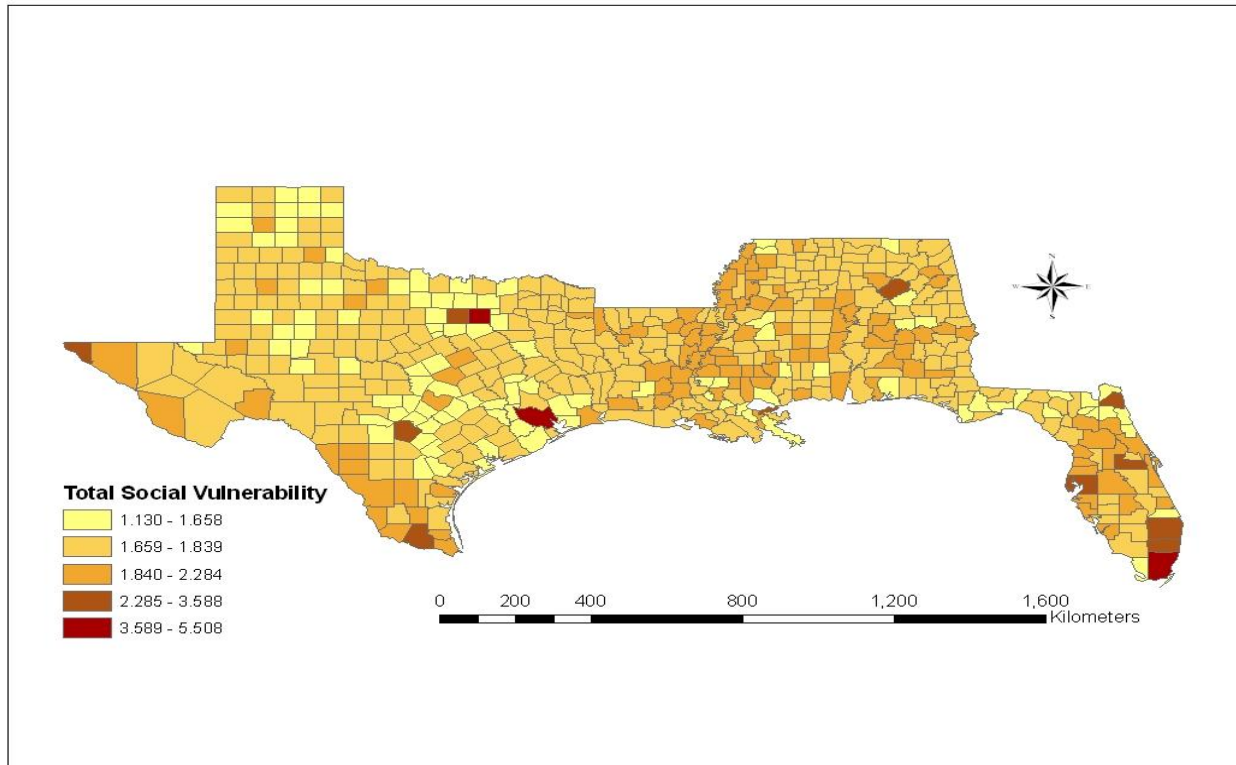 N
W
E
S
Total Social Vulnerability
1.130 - 1.658
1.659 - 1.839
1.840 - 2.284
2.285 - 3.588
3.589 - 5.508
0 200 400 800 1,200 1,600
Kilometers